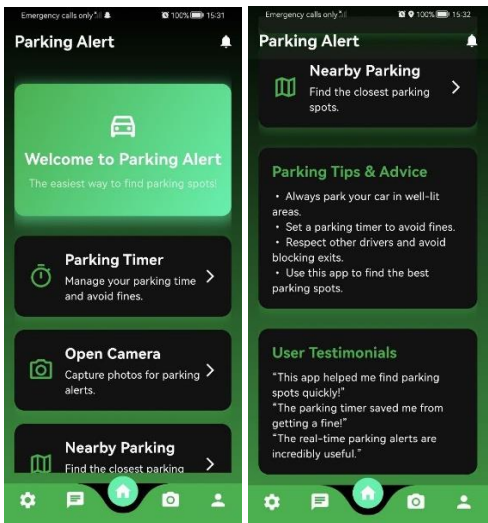 Emergency calls only 100% 15:31
Parking Alert
Welcome to Parking Alert
The easiest way to find parking spots!
Parking Timer
Manage your parking time
and avoid fines.
Open Camera
Capture photos for parking
alerts.
Nearby Parking
Find the closest parking
Emergency calls only 100% 15:32
Parking Alert
Nearby Parking
Find the closest parking
spots.
Parking Tips & Advice
• Always park your car in well-lit
areas.
• Set a parking timer to avoid fines.
• Respect other drivers and avoid
blocking exits.
• Use this app to find the best
parking spots.
User Testimonials
"This app helped me find parking
spots quickly!"
"The parking timer saved me from
getting a fine!"
"The real-time parking alerts are
incredibly useful."